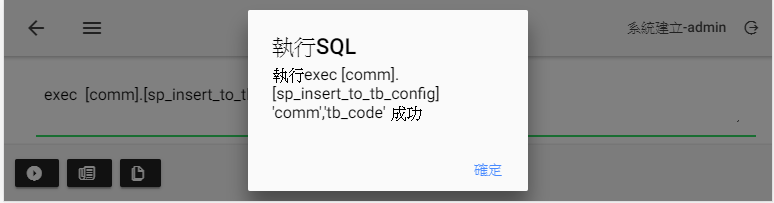 系統建立-admin
執行SQL
執行exec [comm].
[sp_insert_to_tb_config]
'comm','tb_code' 成功
exec [comm].[sp_insert_to_t
確定